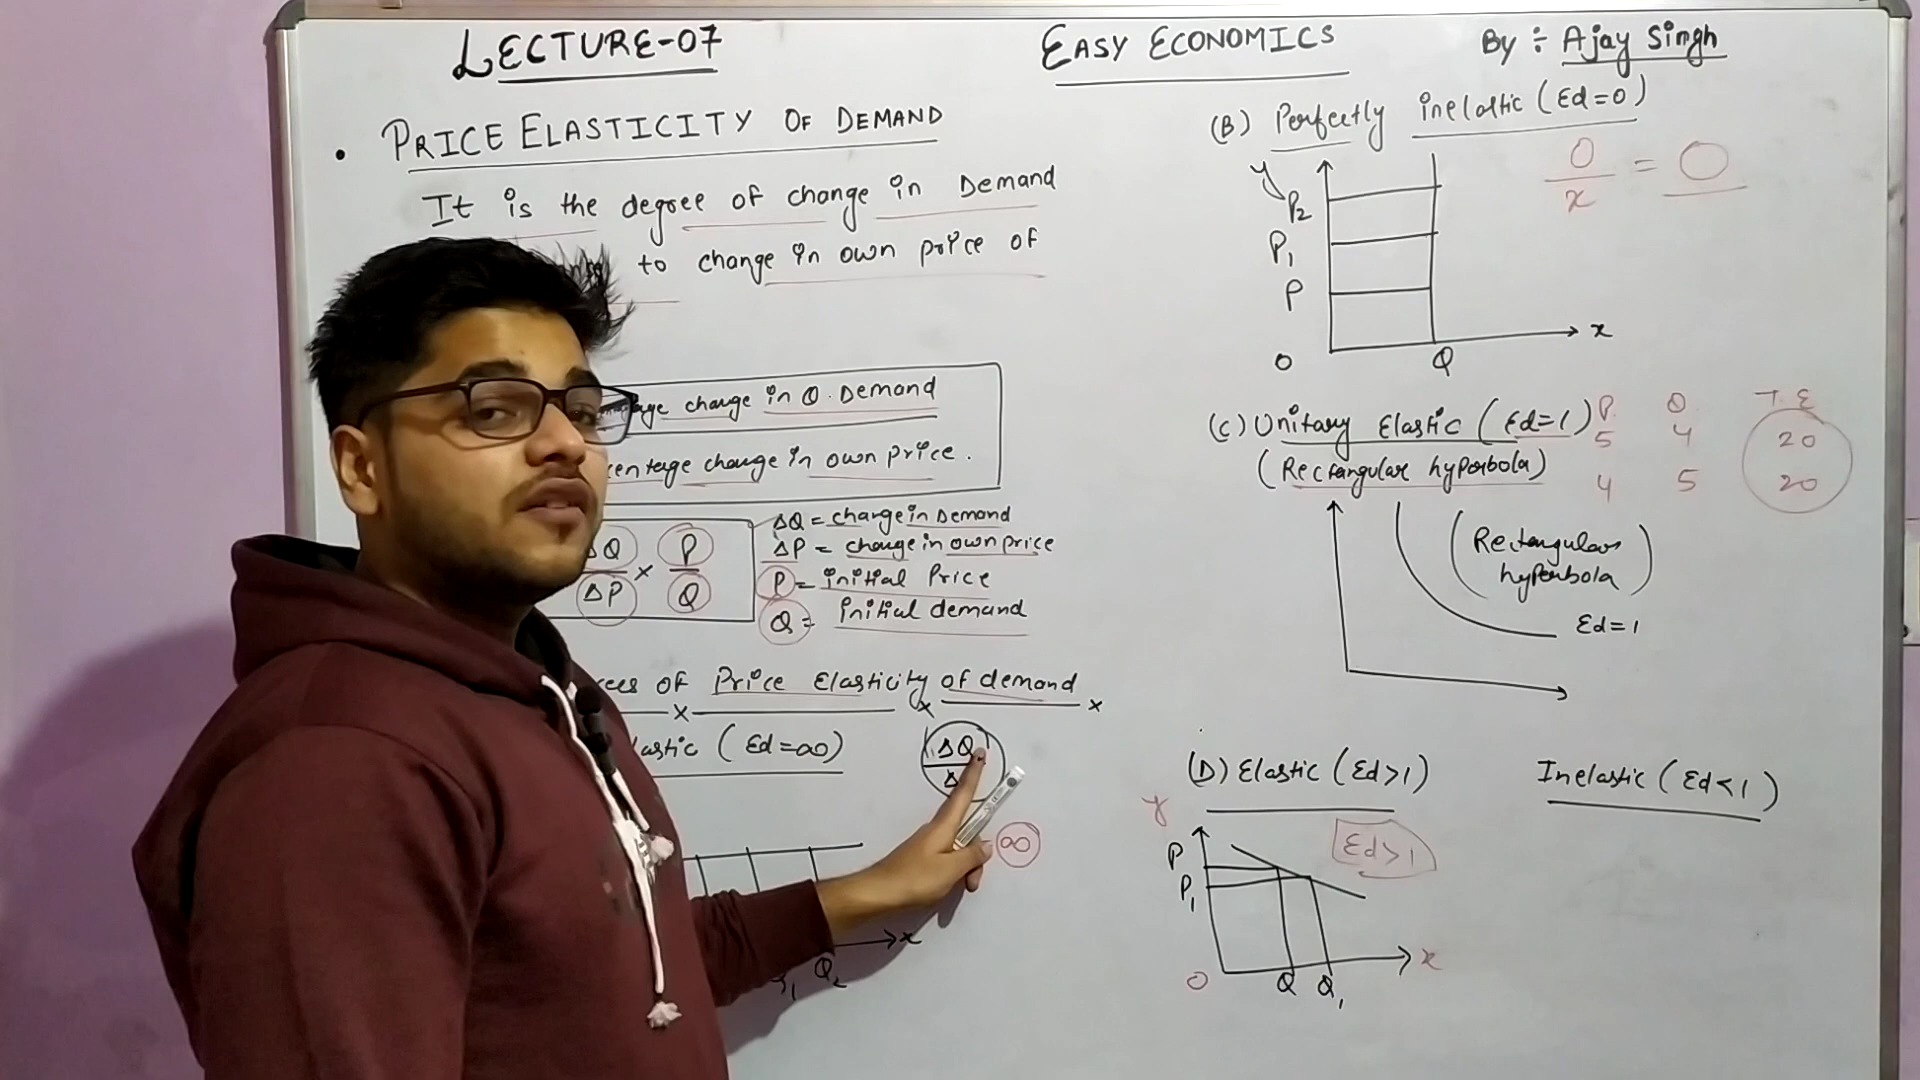 LECTURE-07
EASY ECONOMICS
By : Ajay Singh
• PRICE ELASTICITY OF DEMAND
It is the degree of change in Demand
to change in own price of
change in Q. Demand
change in own price.
ΔQ/ΔP × P/Q
ΔQ = change in Demand
ΔP = change in own price
P = initial Price
Q = initial demand
of Price Elasticity of demand
(Ed=∞)
ΔQ
Δ
∞
x
Q2
(B) Perfectly inelastic (Ed=0)
0/x = 0
y
P2
P1
P
O
Q
x
(C) Unitary Elastic (Ed=1)
(Rectangular hyperbola)
P Q T.E
5 4 20
4 5 20
(Rectangular
hyperbola)
Ed=1
(D) Elastic (Ed>1)
Inelastic (Ed<1)
y
Ed>1
P
P1
O
Q Q1
x